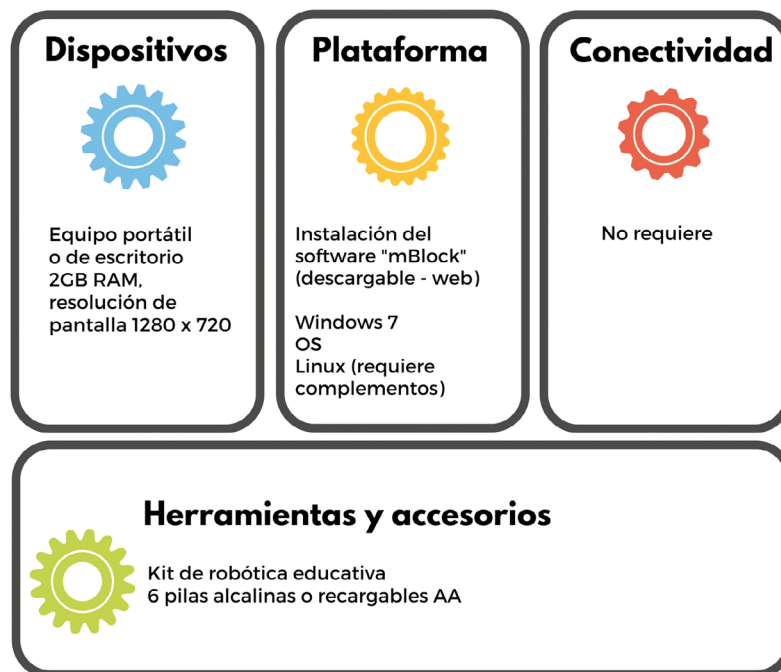 Dispositivos
Equipo portátil
o de escritorio
2GB RAM,
resolución de
pantalla 1280 x 720
Plataforma
Instalación del
software "mBlock"
(descargable - web)
Windows 7
OS
Linux (requiere
complementos)
Conectividad
No requiere
Herramientas y accesorios
Kit de robótica educativa
6 pilas alcalinas o recargables AA